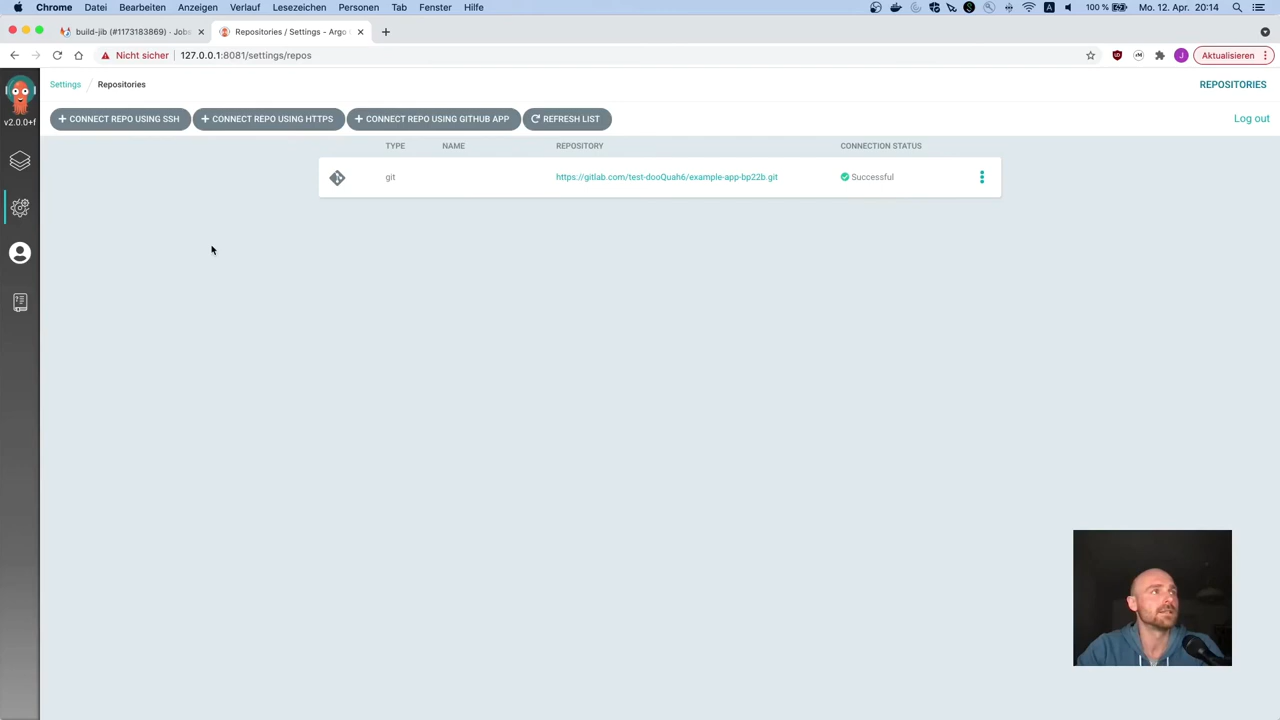 Chrome Datei Bearbeiten Anzeigen Verlauf Lesezeichen Personen Tab Fenster Hilfe 100 % Mo. 12. Apr. 20:14
build-jib (#1173183869) · Jobs Repositories / Settings - Argo
Nicht sicher 127.0.0.1:8081/settings/repos J Aktualisieren
Settings / Repositories REPOSITORIES
v2.0.0+f
CONNECT REPO USING SSH CONNECT REPO USING HTTPS CONNECT REPO USING GITHUB APP REFRESH LIST Log out
TYPE NAME REPOSITORY CONNECTION STATUS
git https://gitlab.com/test-dooQuah6/example-app-bp22b.git Successful